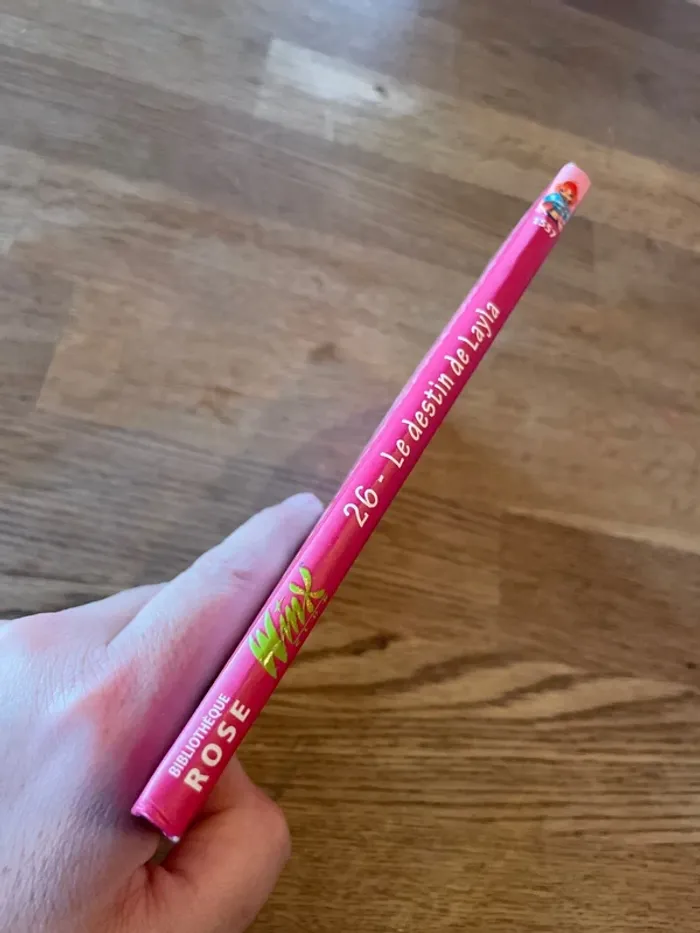 BIBLIOTHÈQUE
ROSE
Winx
26 - Le destin de Layla